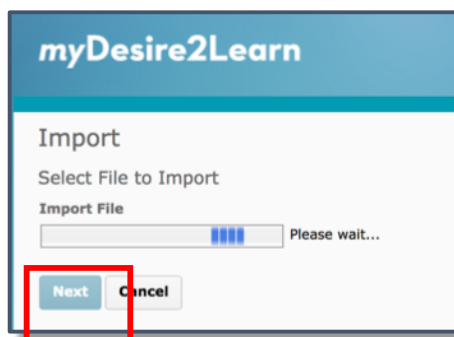 myDesire2Learn
Import
Select File to Import
Import File
Please wait...
Next Cancel